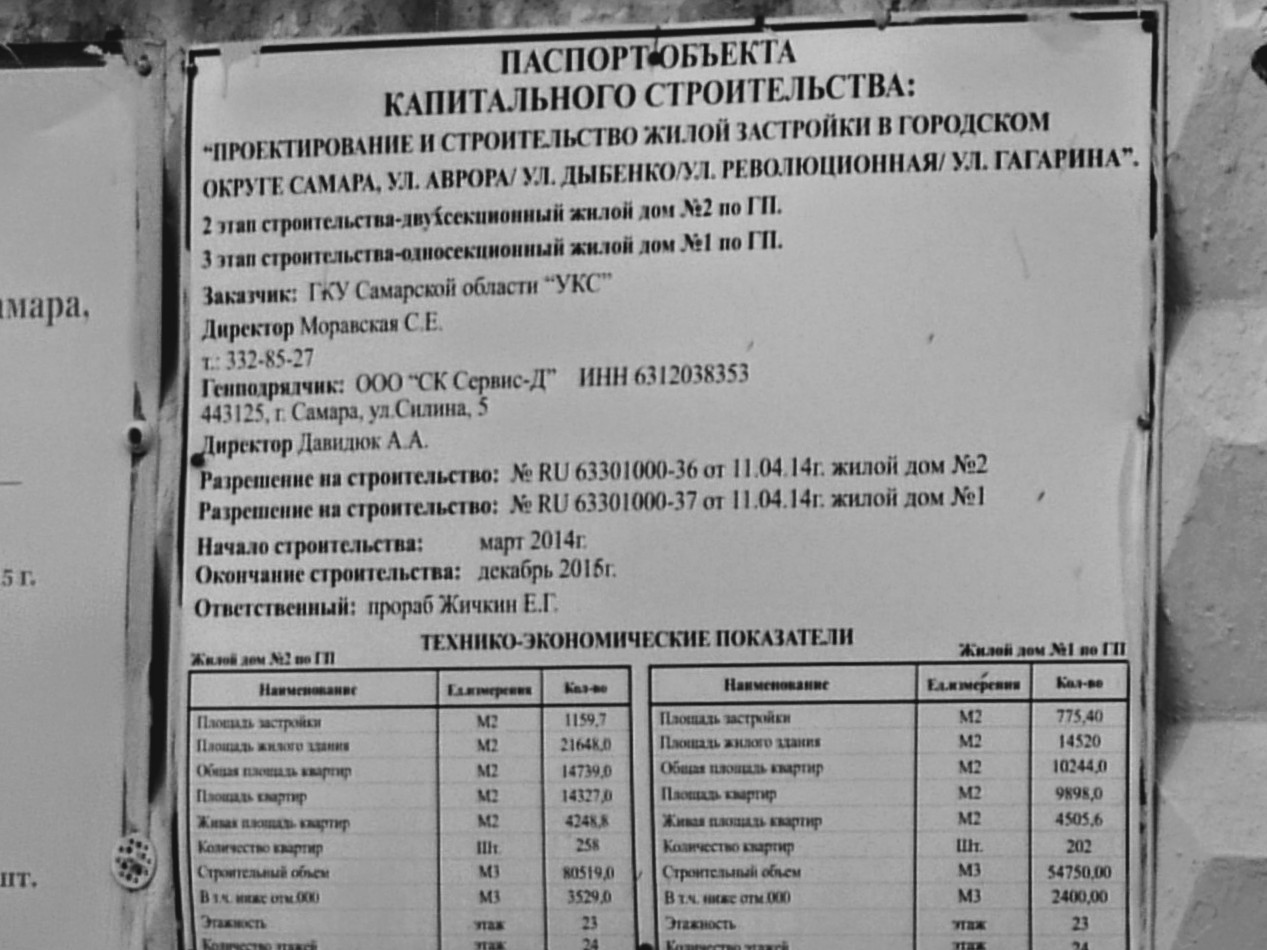 ПАСПОРТ ОБЪЕКТА
КАПИТАЛЬНОГО СТРОИТЕЛЬСТВА:
“ПРОЕКТИРОВАНИЕ И СТРОИТЕЛЬСТВО ЖИЛОЙ ЗАСТРОЙКИ В ГОРОДСКОМ
ОКРУГЕ САМАРА, УЛ. АВРОРА/ УЛ. ДЫБЕНКО/УЛ. РЕВОЛЮЦИОННАЯ/ УЛ. ГАГАРИНА”.
2 этап строительства-двухсекционный жилой дом №2 по ГП.
3 этап строительства-односекционный жилой дом №1 по ГП.
Заказчик: ГКУ Самарской области “УКС”
Директор Моравская С.Е.
т.: 332-85-27
Генподрядчик: ООО “СК Сервис-Д” ИНН 6312038353
443125, г. Самара, ул.Силина, 5
Директор Давидюк А.А.
Разрешение на строительство: № RU 63301000-36 от 11.04.14г. жилой дом №2
Разрешение на строительство: № RU 63301000-37 от 11.04.14г. жилой дом №1
Начало строительства: март 2014г.
Окончание строительства: декабрь 2015г.
Ответственный: прораб Жичкин Е.Г.
ТЕХНИКО-ЭКОНОМИЧЕСКИЕ ПОКАЗАТЕЛИ
Жилой дом №2 по ГП
Наименование Ед.измерения Кол-во
Площадь застройки М2 1159,7
Площадь жилого здания М2 21648,0
Общая площадь квартир М2 14739,0
Площадь квартир М2 14327,0
Живая площадь квартир М2 4248,8
Количество квартир Шт. 258
Строительный объем М3 80519,0
В т.ч. ниже отм.000 М3 3529,0
Этажность этаж 23
Количество этажей этаж 24
Жилой дом №1 по ГП
Наименование Ед.измерения Кол-во
Площадь застройки М2 775,40
Площадь жилого здания М2 14520
Общая площадь квартир М2 10244,0
Площадь квартир М2 9898,0
Живая площадь квартир М2 4505,6
Количество квартир Шт. 202
Строительный объем М3 54750,00
В т.ч. ниже отм.000 М3 2400,00
Этажность этаж 23
Количество этажей этаж 24
амара,
5 г.
шт.